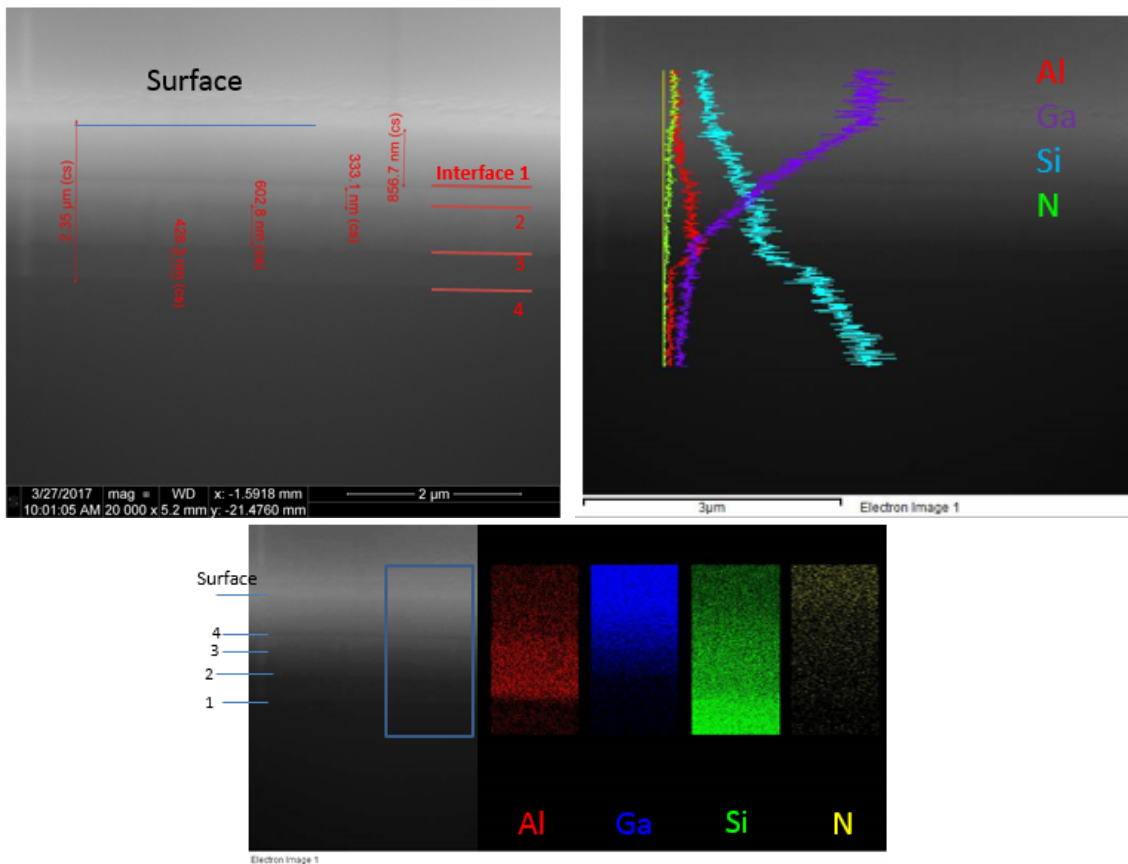 Surface
2.35 µm (cs)
428.3 nm (cs)
602.8 nm (cs)
333.1 nm (cs)
856.7 nm (cs)
Interface 1
2
3
4
3/27/2017 mag WD x: -1.5918 mm
10:01:05 AM 20 000 x 5.2 mm y: -21.4760 mm
2 µm
Al
Ga
Si
N
3µm Electron Image 1
Surface
4
3
2
1
Al Ga Si N
Electron Image 1